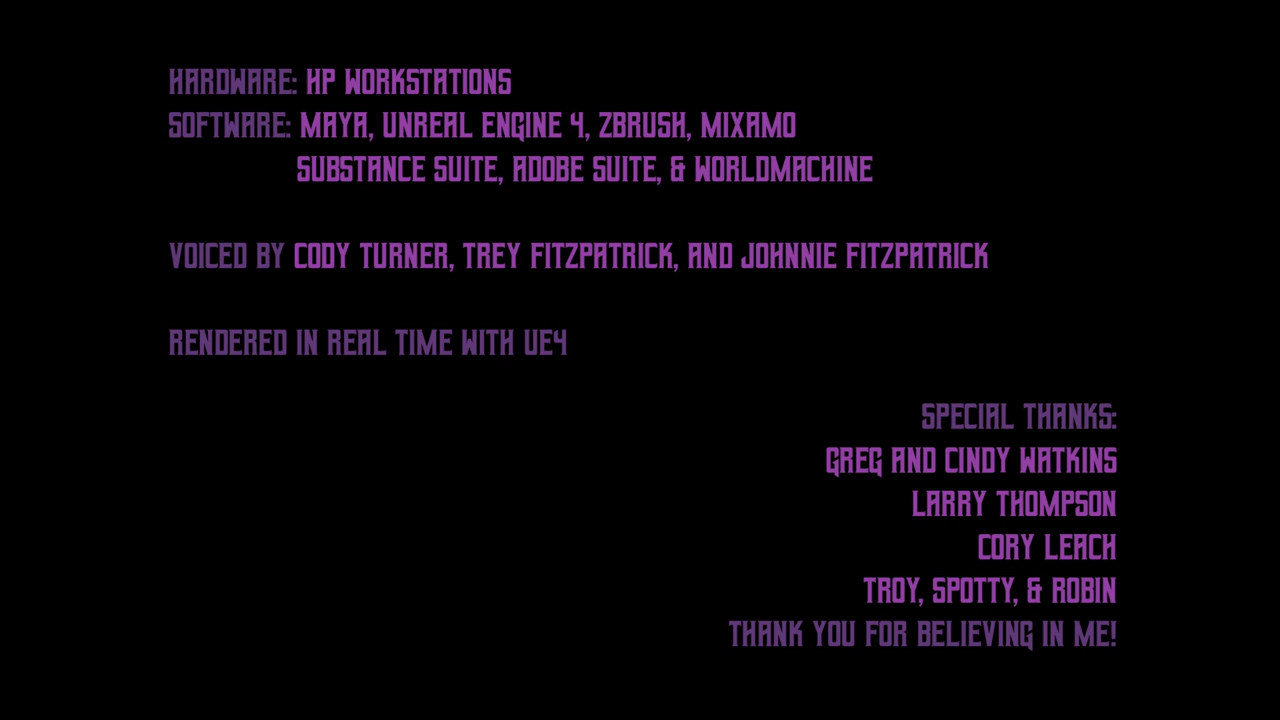 HARDWARE: HP WORKSTATIONS
SOFTWARE: MAYA, UNREAL ENGINE 4, ZBRUSH, MIXAMO
SUBSTANCE SUITE, ADOBE SUITE, & WORLDMACHINE
VOICED BY CODY TURNER, TREY FITZPATRICK, AND JOHNNIE FITZPATRICK
RENDERED IN REAL TIME WITH UE4
SPECIAL THANKS:
GREG AND CINDY WATKINS
LARRY THOMPSON
CORY LEACH
TROY, SPOTTY, & ROBIN
THANK YOU FOR BELIEVING IN ME!